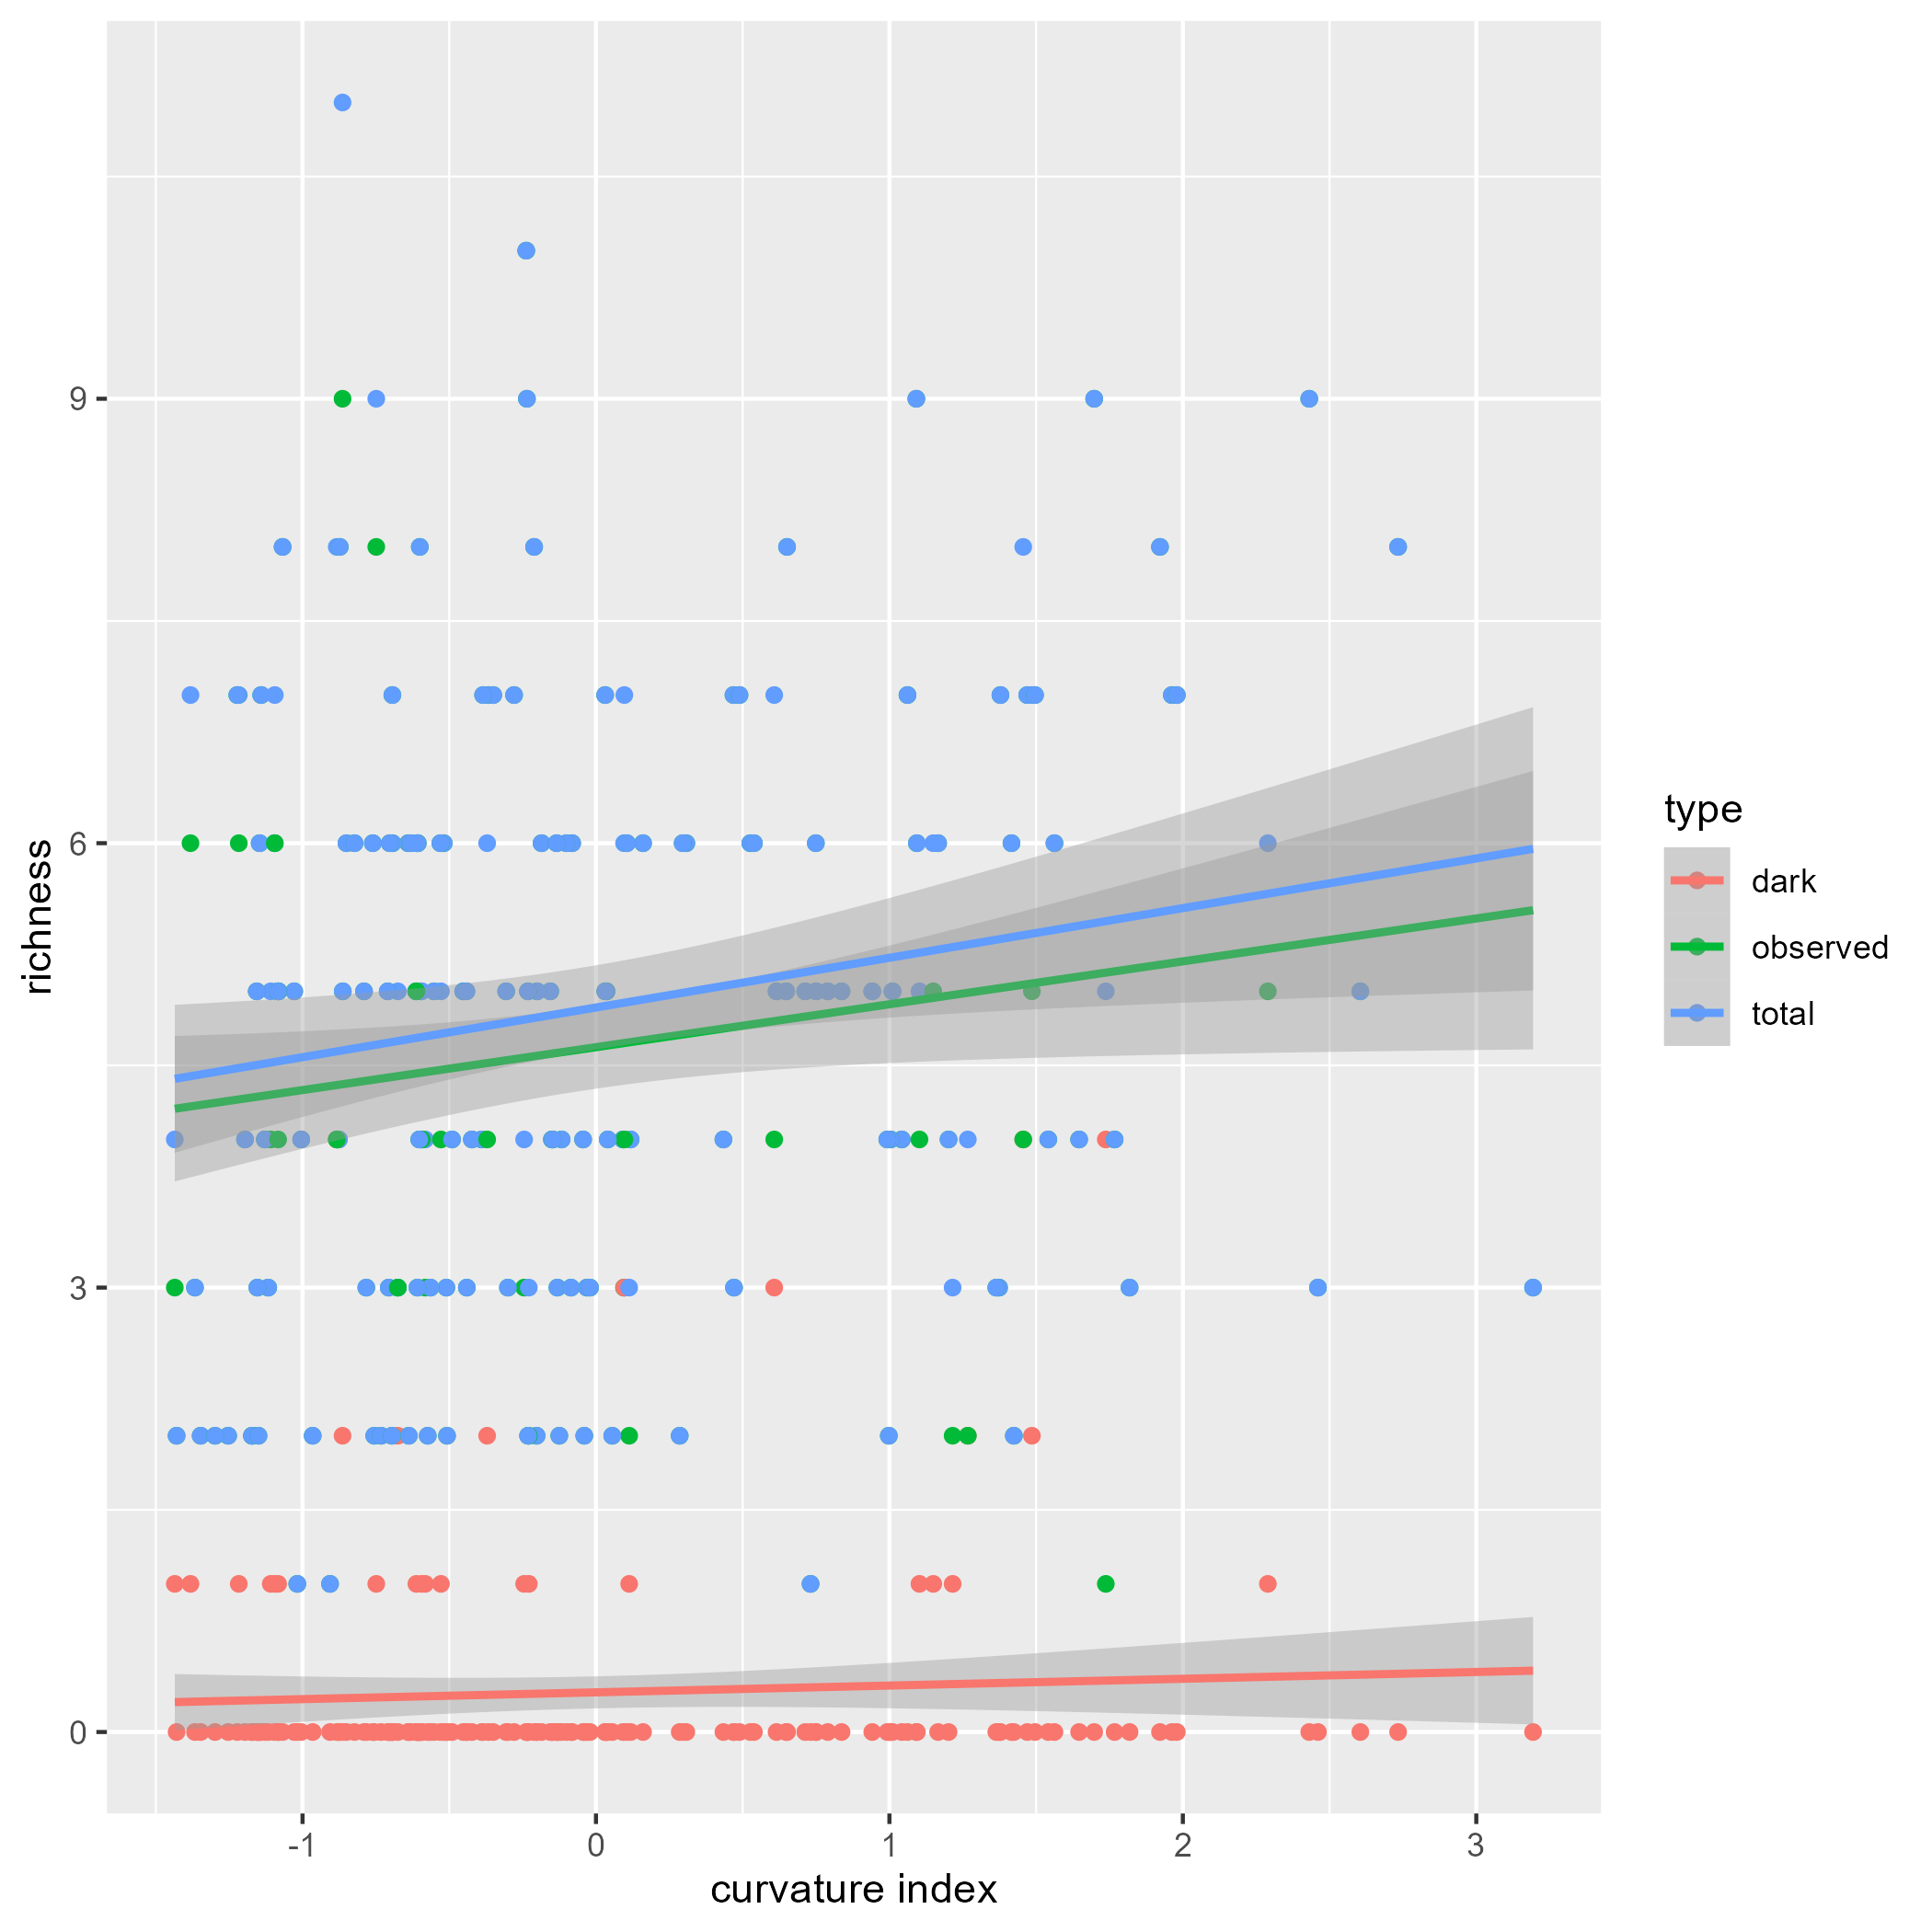 richness
9
6
3
0
-1 0 1 2 3
curvature index
type
dark
observed
total